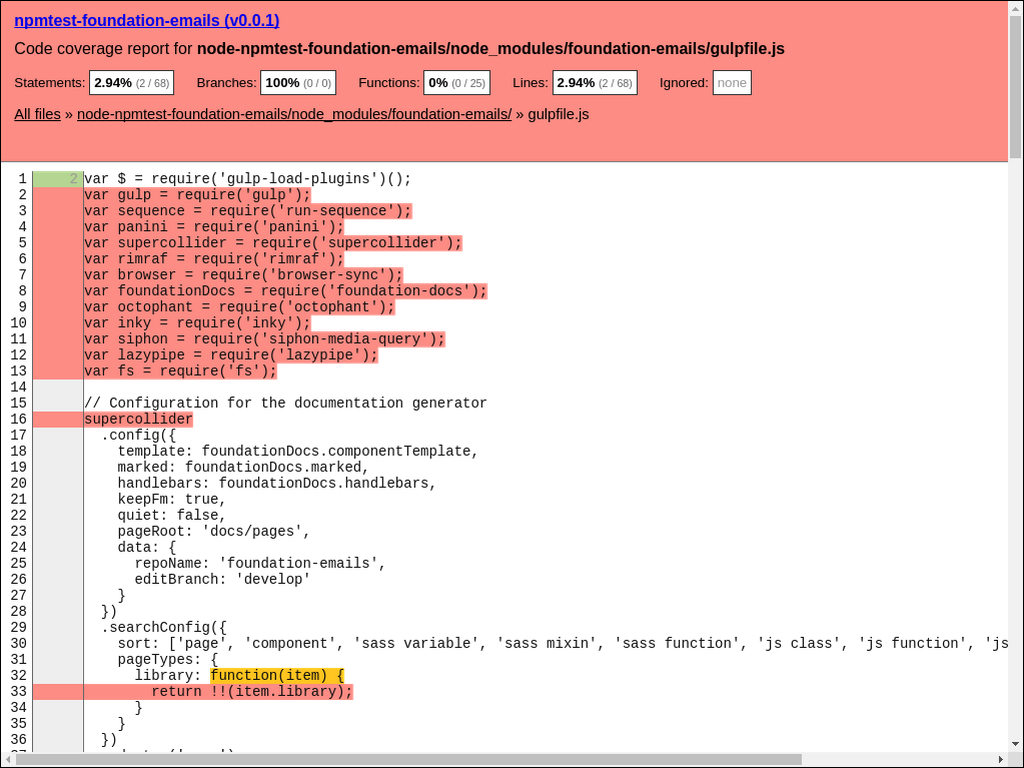 npmtest-foundation-emails (v0.0.1)
Code coverage report for node-npmtest-foundation-emails/node_modules/foundation-emails/gulpfile.js
Statements: 2.94% (2 / 68) Branches: 100% (0 / 0) Functions: 0% (0 / 25) Lines: 2.94% (2 / 68) Ignored: none
All files » node-npmtest-foundation-emails/node_modules/foundation-emails/ » gulpfile.js
1 2 var $ = require('gulp-load-plugins')();
2 var gulp = require('gulp');
3 var sequence = require('run-sequence');
4 var panini = require('panini');
5 var supercollider = require('supercollider');
6 var rimraf = require('rimraf');
7 var browser = require('browser-sync');
8 var foundationDocs = require('foundation-docs');
9 var octophant = require('octophant');
10 var inky = require('inky');
11 var siphon = require('siphon-media-query');
12 var lazypipe = require('lazypipe');
13 var fs = require('fs');
14
15 // Configuration for the documentation generator
16 supercollider
17 .config({
18 template: foundationDocs.componentTemplate,
19 marked: foundationDocs.marked,
20 handlebars: foundationDocs.handlebars,
21 keepFm: true,
22 quiet: false,
23 pageRoot: 'docs/pages',
24 data: {
25 repoName: 'foundation-emails',
26 editBranch: 'develop'
27 }
28 })
29 .searchConfig({
30 sort: ['page', 'component', 'sass variable', 'sass mixin', 'sass function', 'js class', 'js function', 'js
31 pageTypes: {
32 library: function(item) {
33 return !!(item.library);
34 }
35 }
36 })